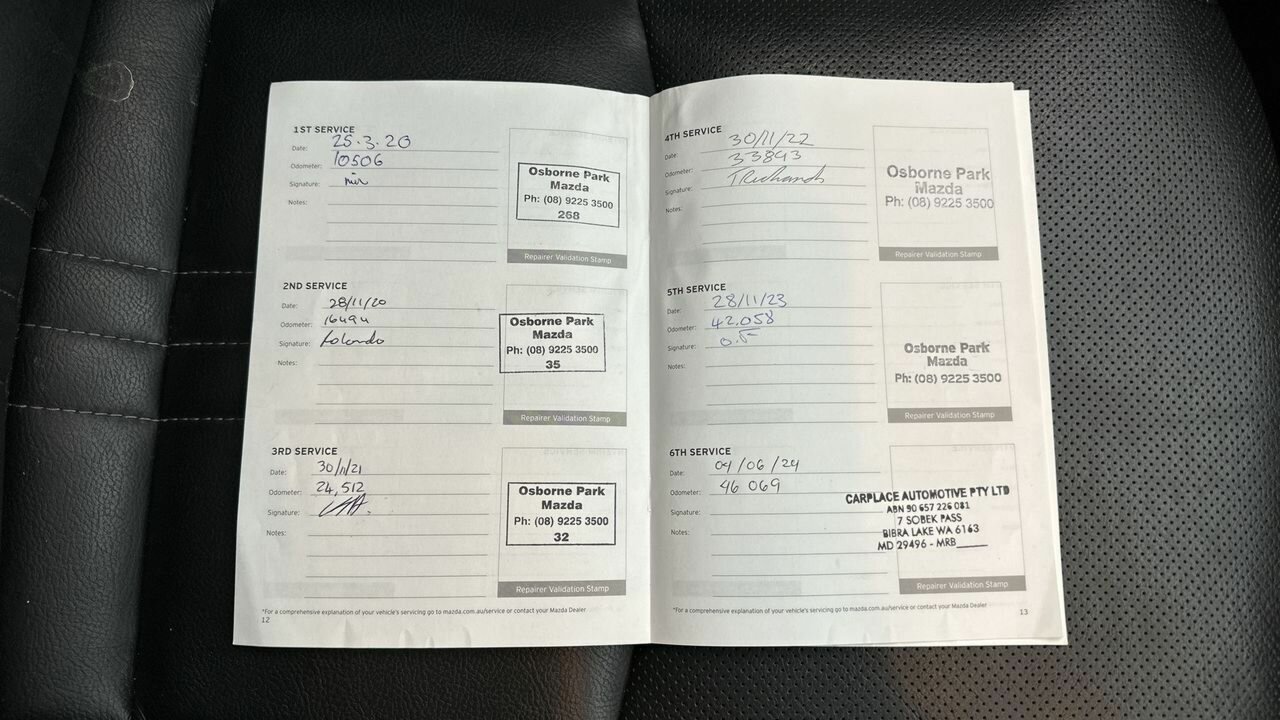 1ST SERVICE
Date: 25.3.20
Odometer: 10506
Signature:
Notes:
Osborne Park
Mazda
Ph: (08) 9225 3500
268
Repairer Validation Stamp
2ND SERVICE
Date: 28/11/20
Odometer: 16494
Signature: Rolando
Notes:
Osborne Park
Mazda
Ph: (08) 9225 3500
35
Repairer Validation Stamp
3RD SERVICE
Date: 30/11/21
Odometer: 24,512
Signature:
Notes:
Osborne Park
Mazda
Ph: (08) 9225 3500
32
Repairer Validation Stamp
*For a comprehensive explanation of your vehicle's servicing go to mazda.com.au/service or contact your Mazda Dealer
12
4TH SERVICE
Date: 30/11/22
Odometer: 33893
Signature: T Richards
Notes:
Osborne Park
Mazda
Ph: (08) 9225 3500
Repairer Validation Stamp
5TH SERVICE
Date: 28/11/23
Odometer: 42.058
Signature:
Notes:
Osborne Park
Mazda
Ph: (08) 9225 3500
Repairer Validation Stamp
6TH SERVICE
Date: 04/06/24
Odometer: 46 069
Signature:
Notes:
CARPLACE AUTOMOTIVE PTY LTD
ABN 90 657 226 081
7 SOBEK PASS
BIBRA LAKE WA 6163
MD 29496 - MRB____
Repairer Validation Stamp
*For a comprehensive explanation of your vehicle's servicing go to mazda.com.au/service or contact your Mazda Dealer
13